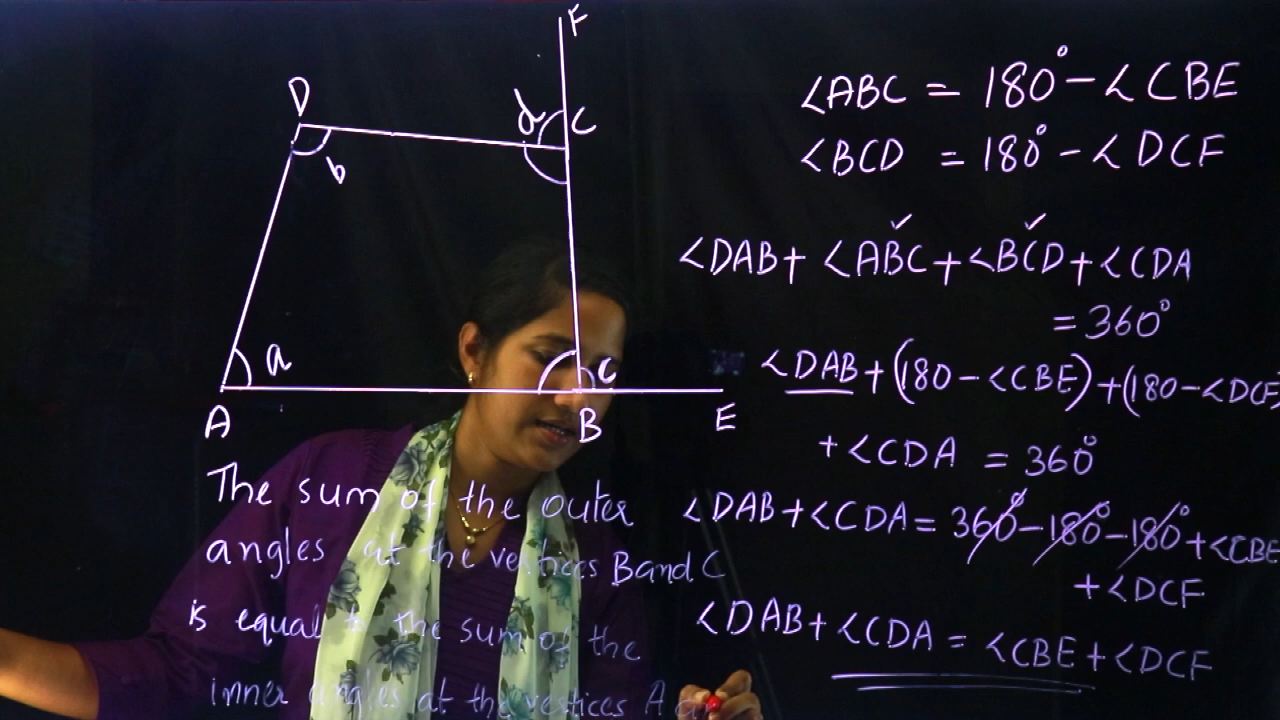 F
D
d
C
b
a
c
A
B
E
The sum of the outer
angles at the vertices B and C
is equal to the sum of the
inner angles at the vertices A
∠ABC = 180° - ∠CBE
∠BCD = 180° - ∠DCF
∠DAB + ∠ABC + ∠BCD + ∠CDA
= 360°
∠DAB + (180 - ∠CBE) + (180 - ∠DCF)
+ ∠CDA = 360°
∠DAB + ∠CDA = 360° - 180° - 180° + ∠CBE
+ ∠DCF
∠DAB + ∠CDA = ∠CBE + ∠DCF